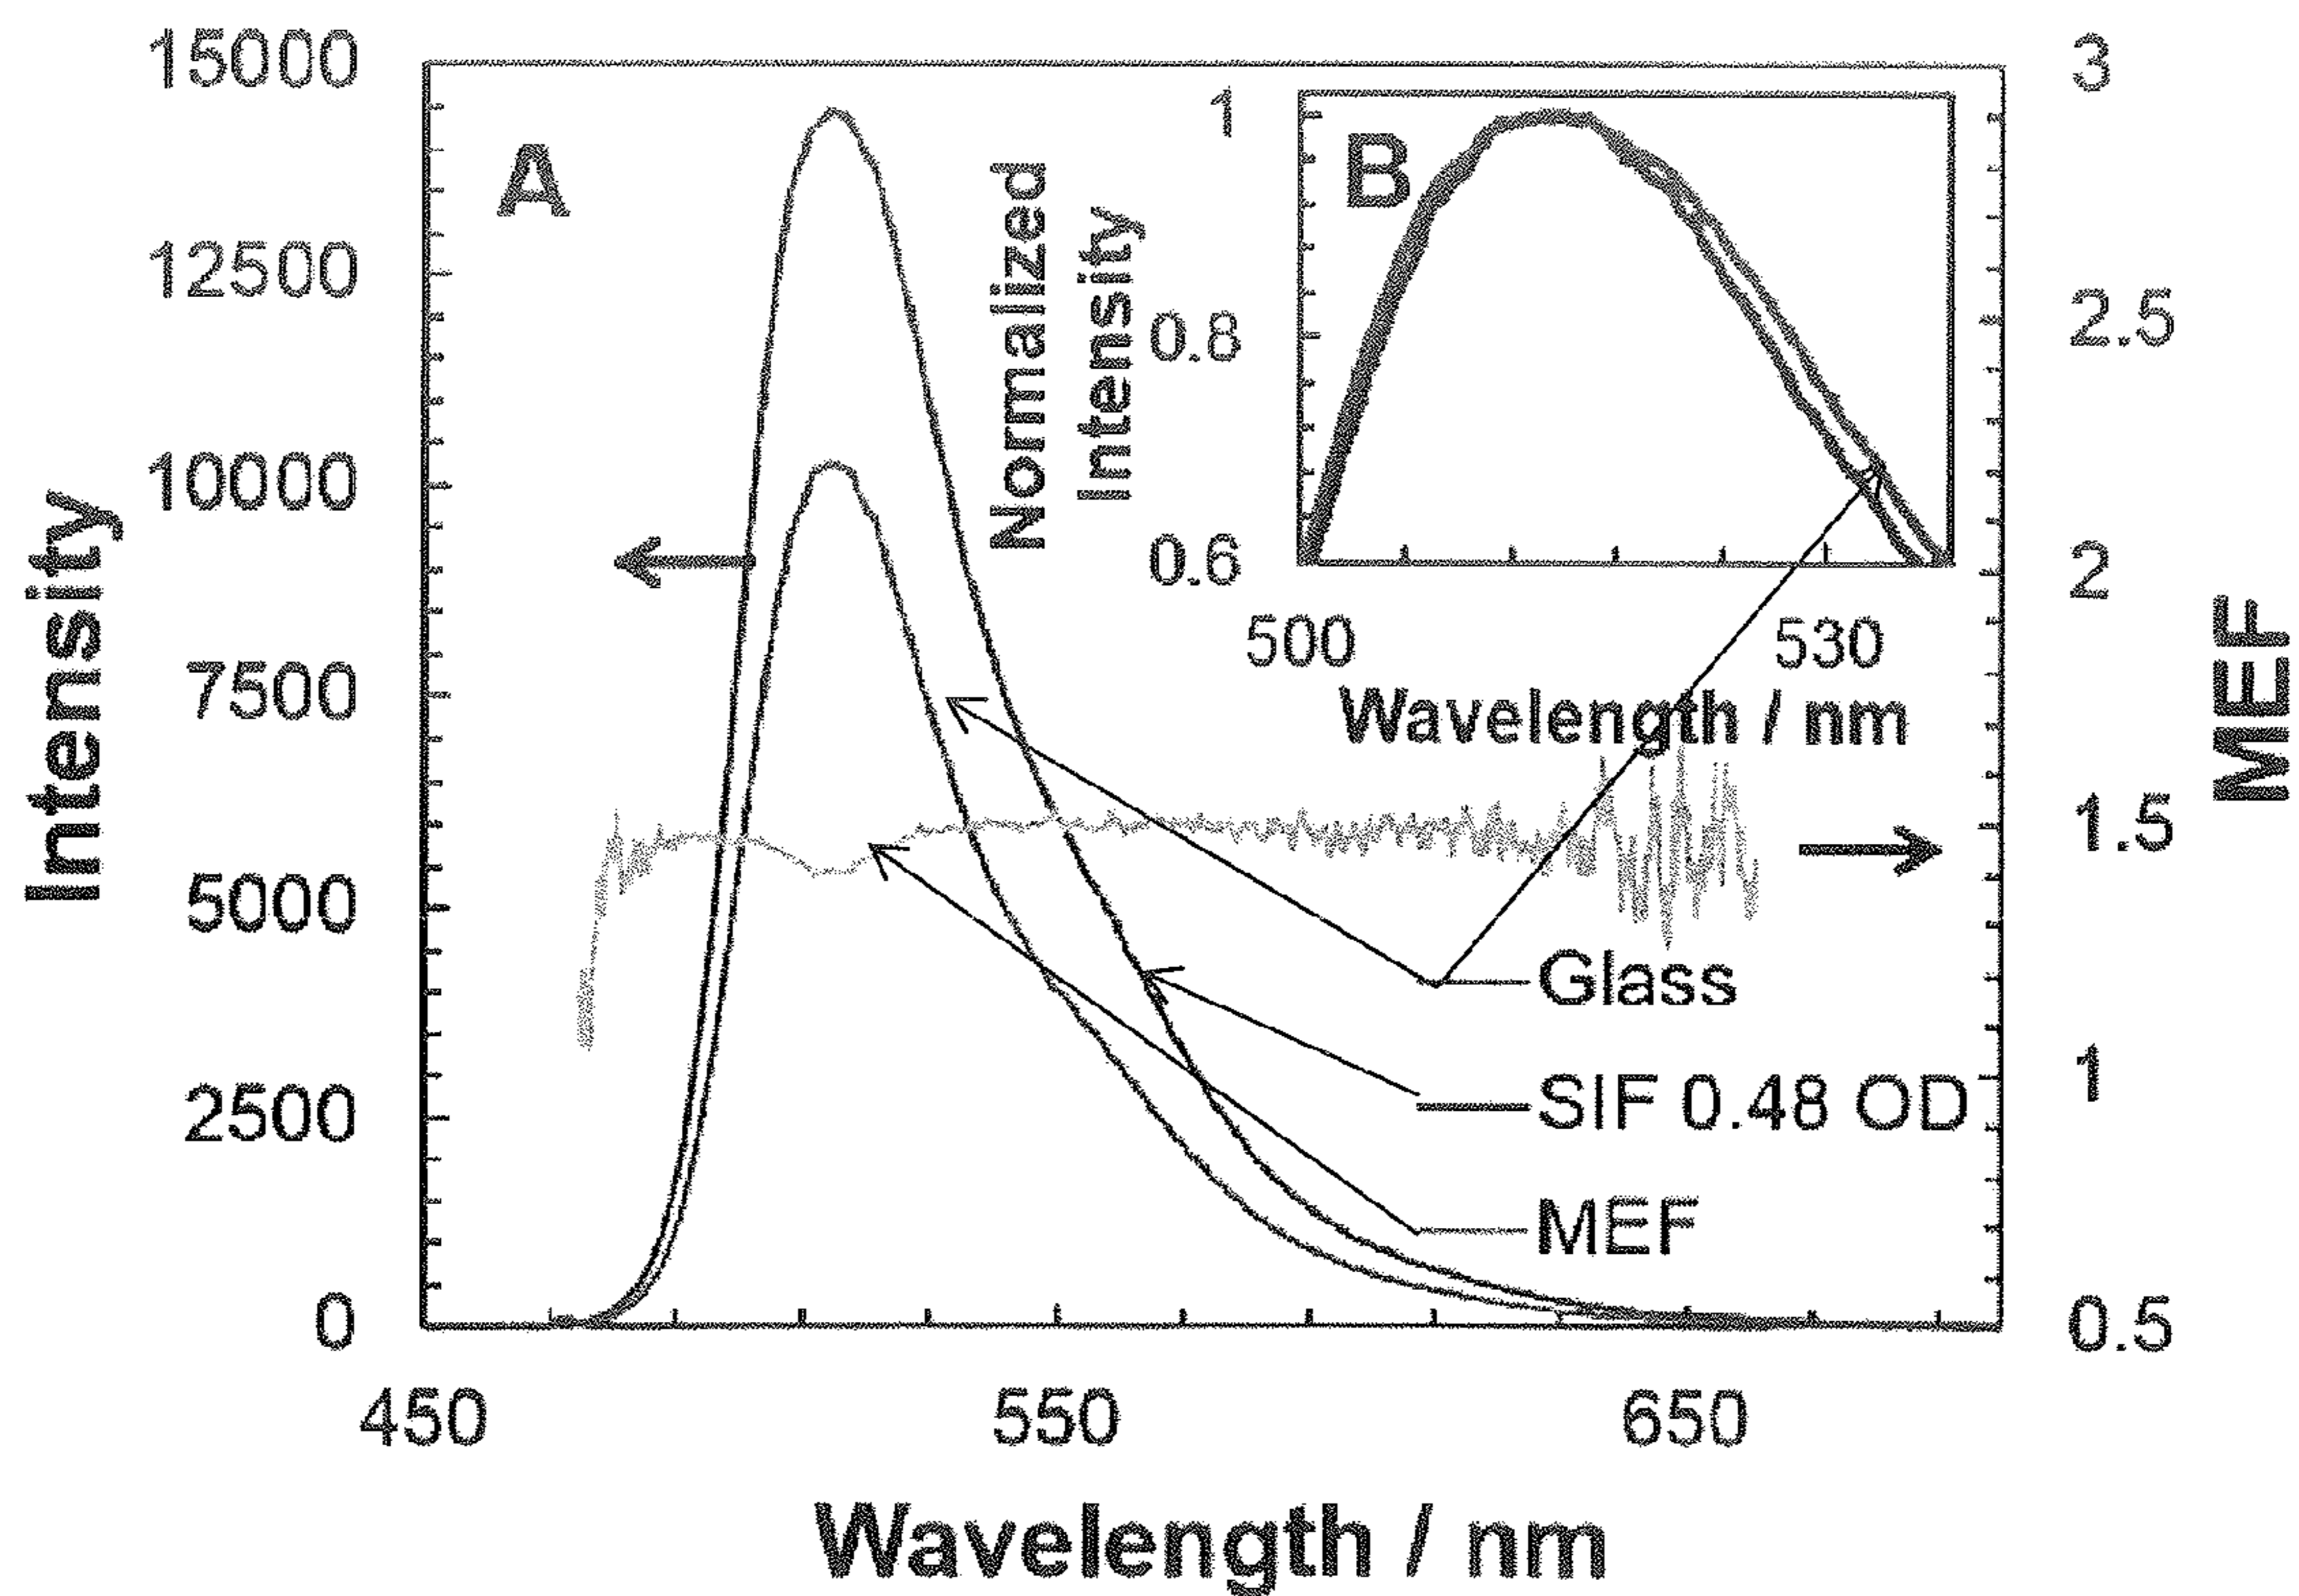 15000
12500
10000
7500
5000
2500
0
Intensity
A
Normalized
Intensity
1
0.8
0.6
B
500
530
Wavelength / nm
3
2.5
2
1.5
1
0.5
MEF
Glass
SIF 0.48 OD
MEF
450
550
650
Wavelength / nm